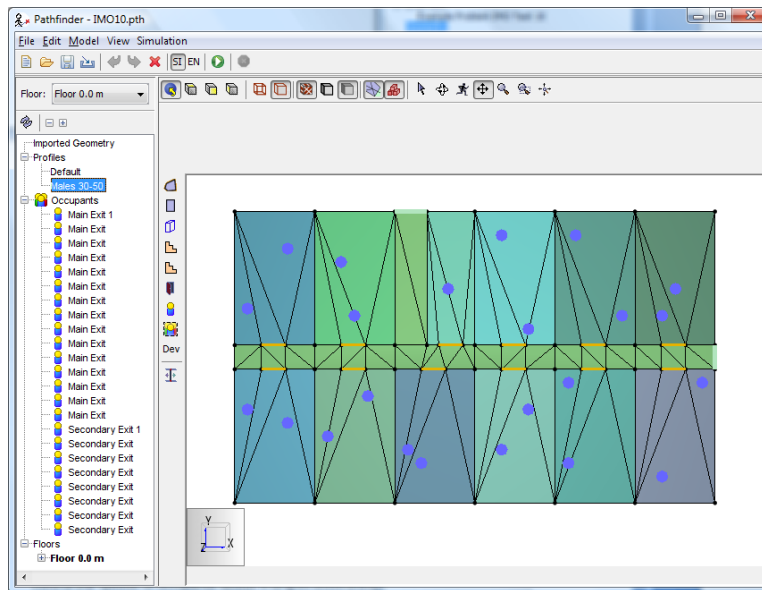 Pathfinder - IMO10.pth
File Edit Model View Simulation
SI EN
Floor: Floor 0.0 m
Imported Geometry
Profiles
Default
Males 30-50
Occupants
Main Exit 1
Main Exit
Main Exit
Main Exit
Main Exit
Main Exit
Main Exit
Main Exit
Main Exit
Main Exit
Main Exit
Main Exit
Main Exit
Main Exit
Main Exit
Secondary Exit 1
Secondary Exit
Secondary Exit
Secondary Exit
Secondary Exit
Secondary Exit
Secondary Exit
Secondary Exit
Floors
Floor 0.0 m
Dev
Y
Z X